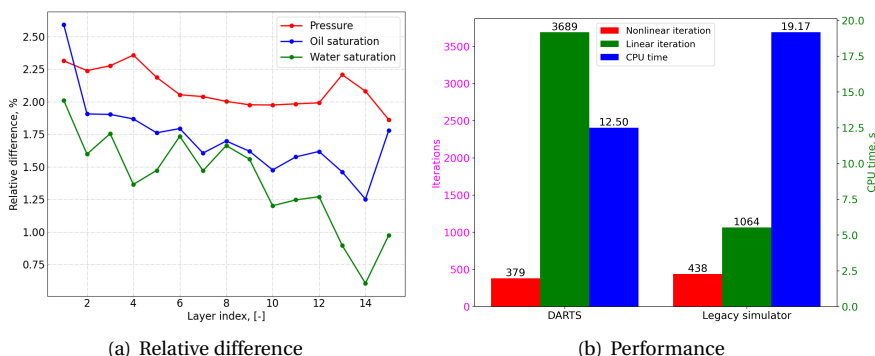 Pressure
Oil saturation
Water saturation
2.50
2.25
2.00
1.75
1.50
1.25
1.00
0.75
Relative difference, %
2 4 6 8 10 12 14
Layer index, [-]
(a) Relative difference
Nonlinear iteration
Linear iteration
CPU time
3500
3000
2500
2000
1500
1000
500
0
Iterations
379
3689
12.50
438
1064
19.17
20.0
17.5
15.0
12.5
10.0
7.5
5.0
2.5
0.0
CPU time, s
DARTS Legacy simulator
(b) Performance